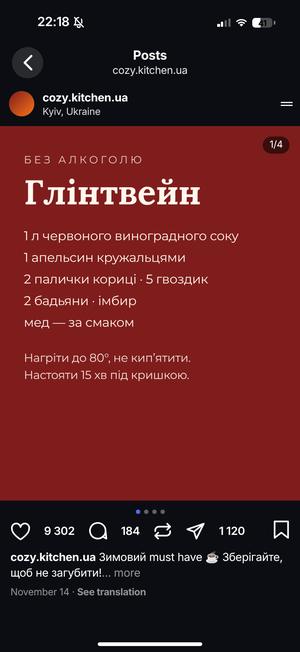 22:18
41
Posts
cozy.kitchen.ua
cozy.kitchen.ua
Kyiv, Ukraine
1/4
БЕЗ АЛКОГОЛЮ
Глінтвейн
1 л червоного виноградного соку
1 апельсин кружальцями
2 палички кориці · 5 гвоздик
2 бадьяни · імбир
мед — за смаком
Нагріти до 80°, не кип’ятити.
Настояти 15 хв під кришкою.
9 302 184 1 120
cozy.kitchen.ua Зимовий must have ☕ Зберігайте,
щоб не загубити!... more
November 14 · See translation